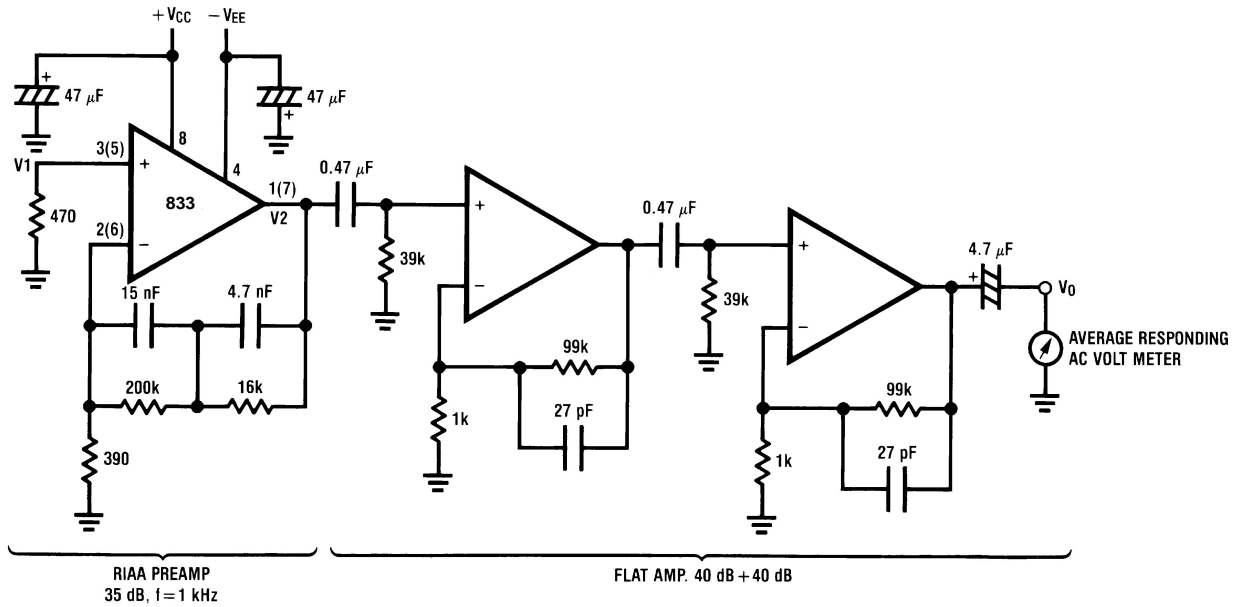 +VCC −VEE
+
47 μF
47 μF
+
3(5)
8
V1
+
4
0.47 μF
833
1(7)
V2
470
2(6)
−
+
0.47 μF
39k
15 nF
4.7 nF
−
+
4.7 μF
39k
+
VO
200k
16k
99k
−
AVERAGE RESPONDING
AC VOLT METER
1k
27 pF
99k
390
1k
27 pF
RIAA PREAMP
35 dB, f=1 kHz
FLAT AMP. 40 dB+40 dB